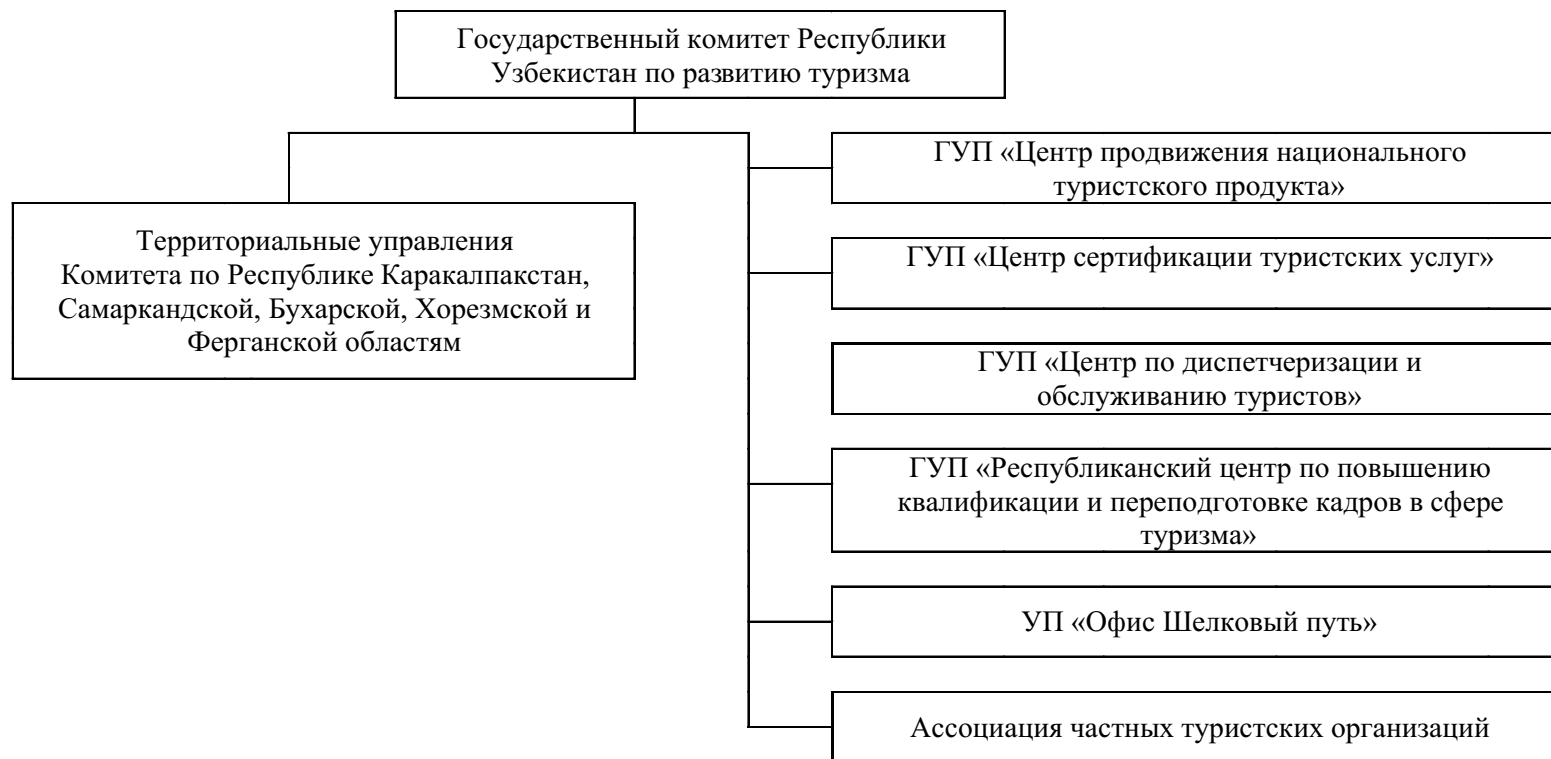 Государственный комитет Республики
Узбекистан по развитию туризма
ГУП «Центр продвижения национального
туристского продукта»
Территориальные управления
Комитета по Республике Каракалпакстан,
Самаркандской, Бухарской, Хорезмской и
Ферганской областям
ГУП «Центр сертификации туристских услуг»
ГУП «Центр по диспетчеризации и
обслуживанию туристов»
ГУП «Республиканский центр по повышению
квалификации и переподготовке кадров в сфере
туризма»
УП «Офис Шелковый путь»
Ассоциация частных туристских организаций